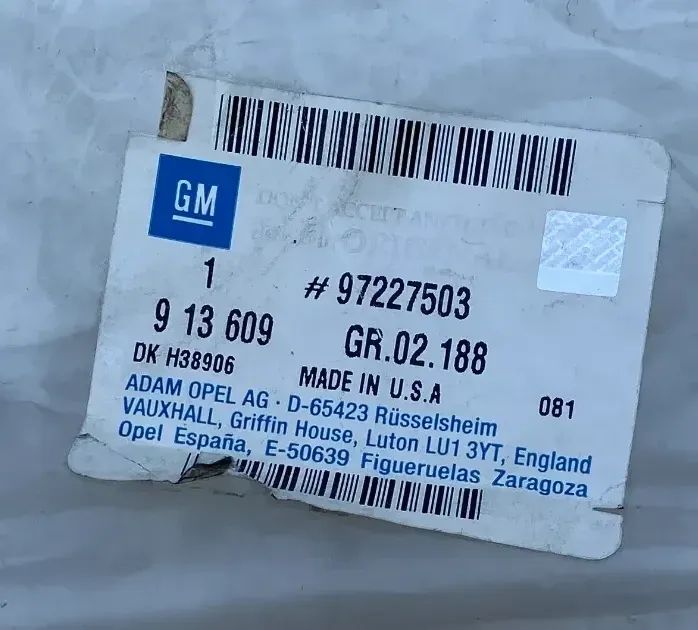 GM
1
# 97227503
9 13 609
GR.02.188
DK H38906
MADE IN U.S.A
081
ADAM OPEL AG · D-65423 Rüsselsheim
VAUXHALL, Griffin House, Luton LU1 3YT, England
Opel España, E-50639 Figueruelas Zaragoza